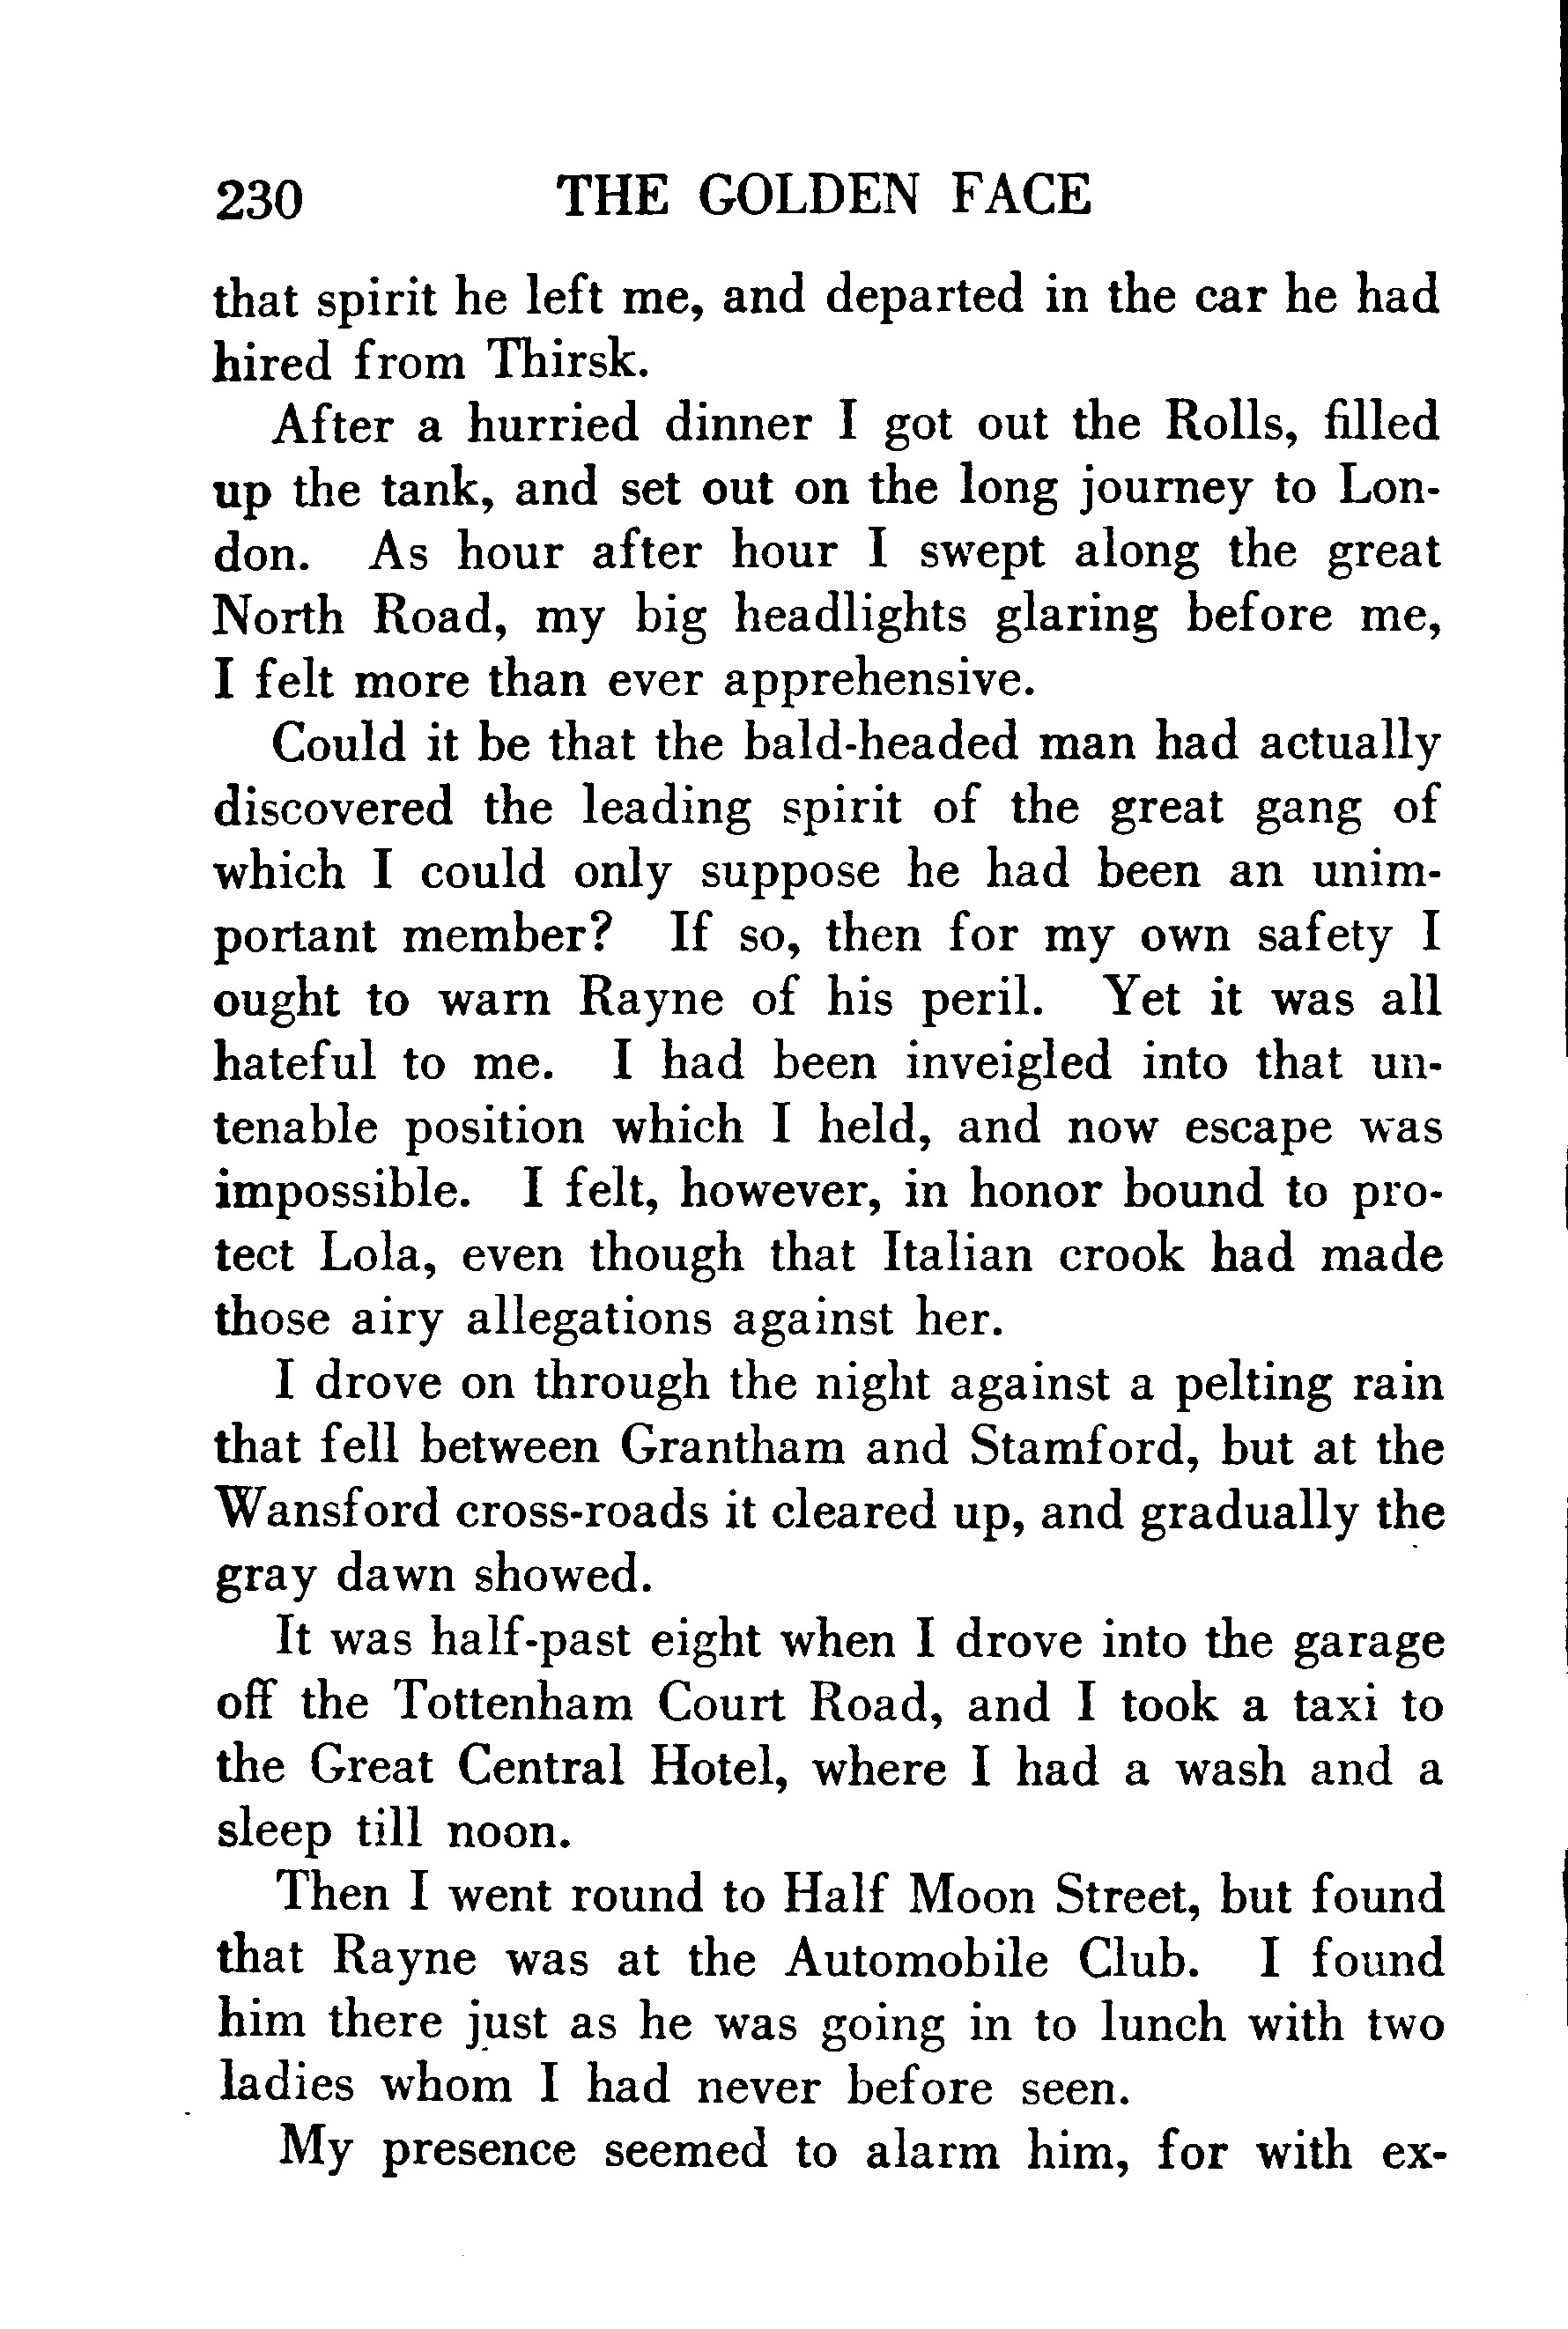 230 THE GOLDEN FACE
that spirit he left me, and departed in the car he had
hired from Thirsk.
After a hurried dinner I got out the Rolls, filled
up the tank, and set out on the long journey to Lon-
don. As hour after hour I swept along the great
North Road, my big headlights glaring before me,
I felt more than ever apprehensive.
Could it be that the bald-headed man had actually
discovered the leading spirit of the great gang of
which I could only suppose he had been an unim-
portant member? If so, then for my own safety I
ought to warn Rayne of his peril. Yet it was all
hateful to me. I had been inveigled into that un-
tenable position which I held, and now escape was
impossible. I felt, however, in honor bound to pro-
tect Lola, even though that Italian crook had made
those airy allegations against her.
I drove on through the night against a pelting rain
that fell between Grantham and Stamford, but at the
Wansford cross-roads it cleared up, and gradually the
gray dawn showed.
It was half-past eight when I drove into the garage
off the Tottenham Court Road, and I took a taxi to
the Great Central Hotel, where I had a wash and a
sleep till noon.
Then I went round to Half Moon Street, but found
that Rayne was at the Automobile Club. I found
him there just as he was going in to lunch with two
ladies whom I had never before seen.
My presence seemed to alarm him, for with ex-